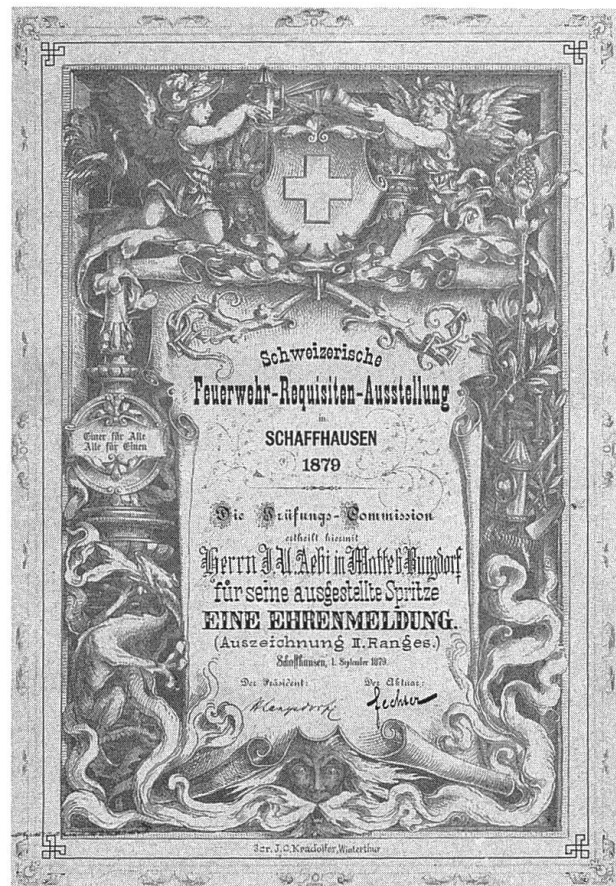 Schweizerische
Feuerwehr-Requisiten-Ausstellung
in
SCHAFFHAUSEN
1879
Einer für Alle
Alle für Einen
Die Prüfungs-Commission
ertheilt hiermit
Herrn J. U. Aebi in Matte b/ Burgdorf
für seine ausgestellte Spritze
EINE EHRENMELDUNG.
(Auszeichnung II. Ranges.)
Schaffhausen, 1. September 1879.
Der Präsident: Der Aktuar:
J. C. Kradolfer, Winterthur